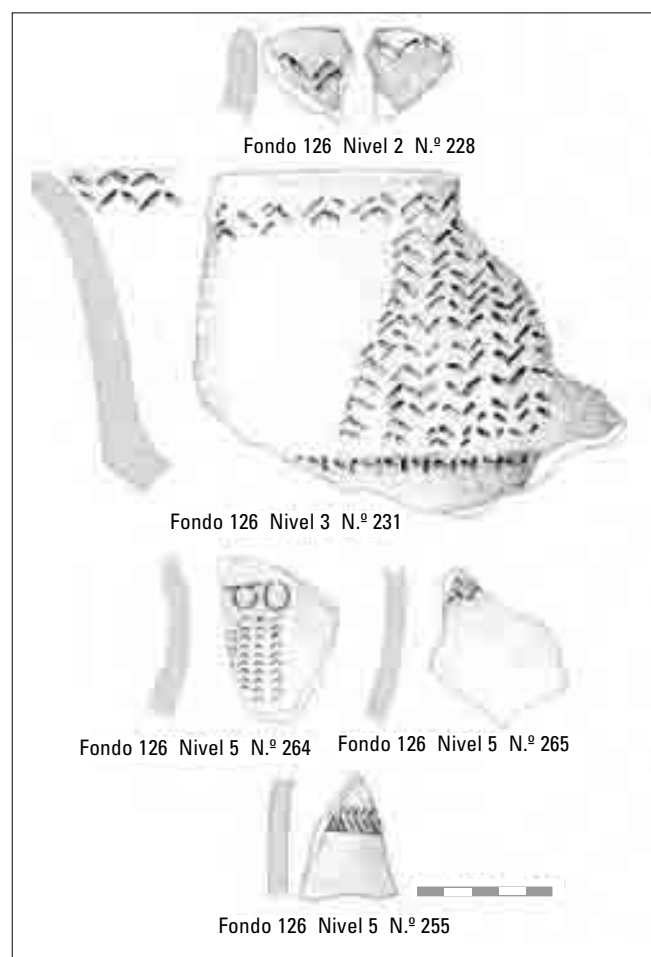 Fondo 126 Nivel 2 N.º 228
Fondo 126 Nivel 3 N.º 231
Fondo 126 Nivel 5 N.º 264
Fondo 126 Nivel 5 N.º 265
Fondo 126 Nivel 5 N.º 255